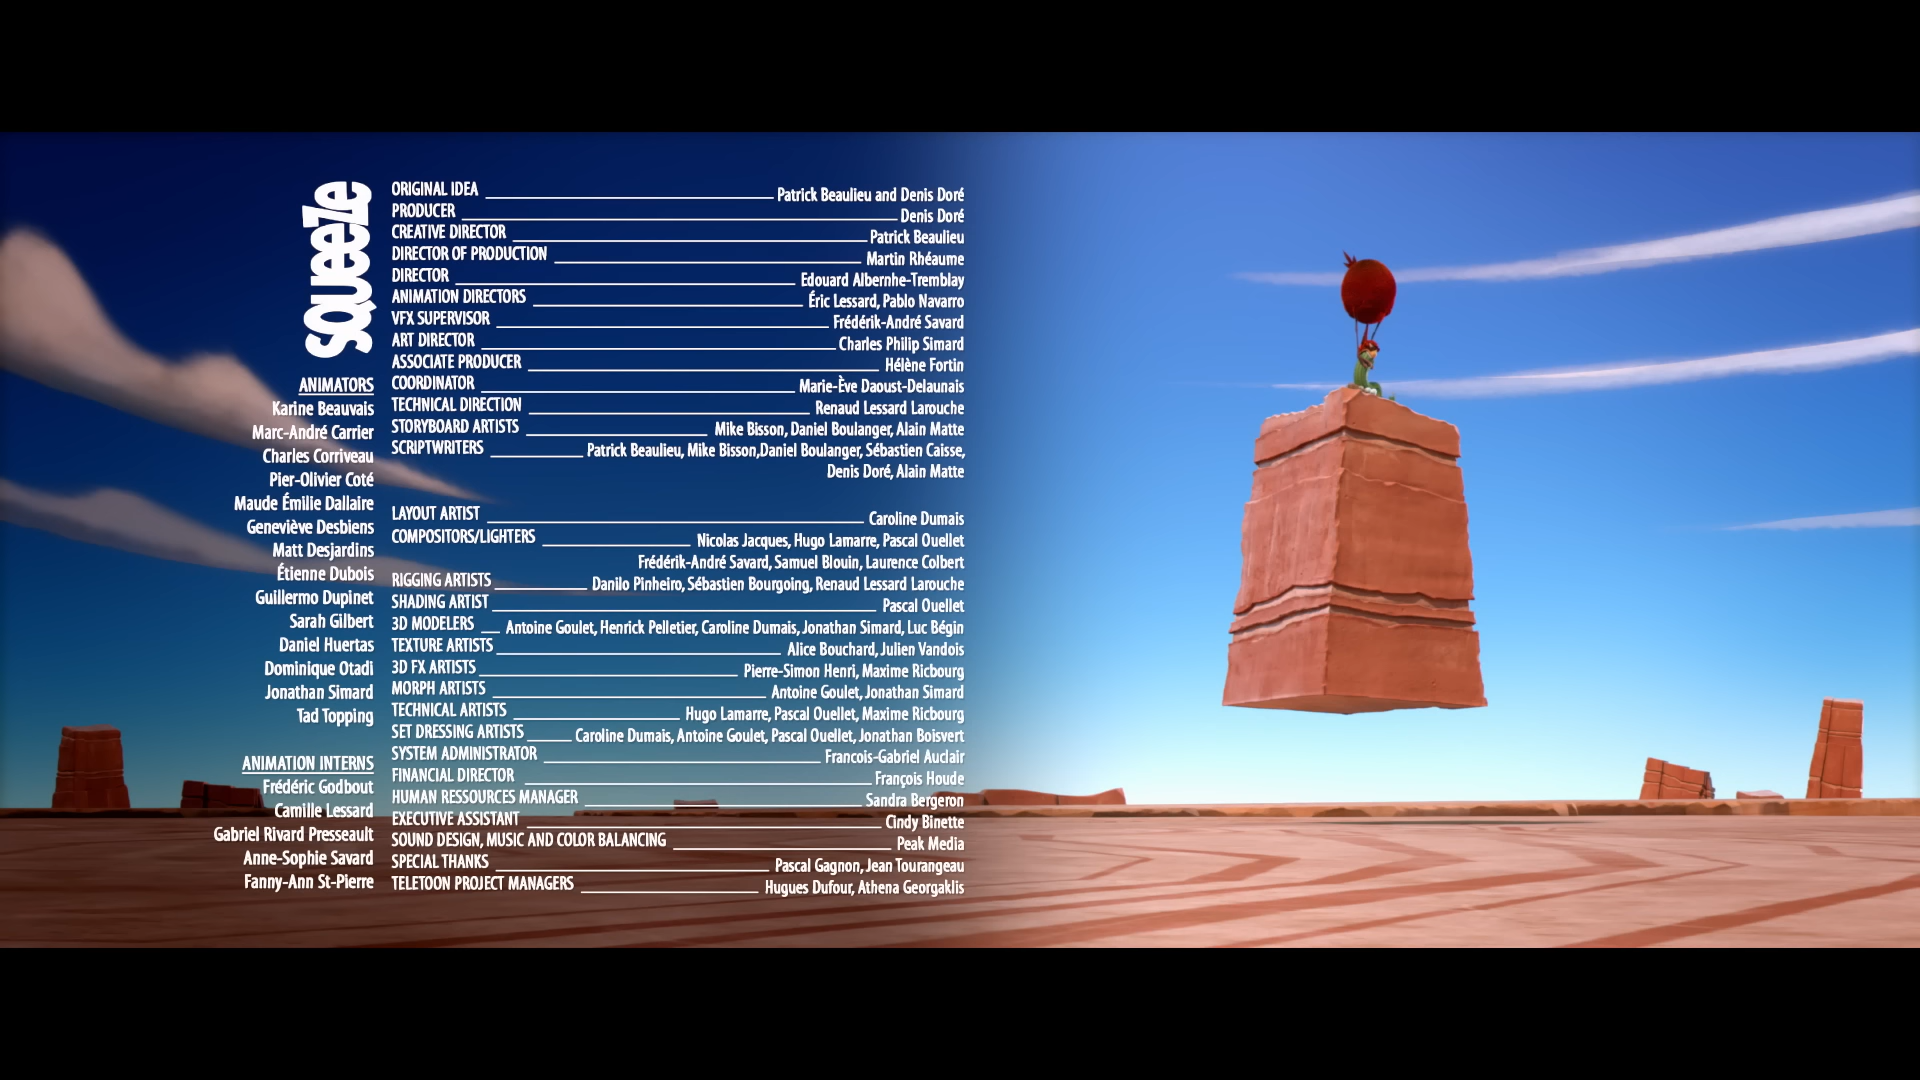 squeeze
ANIMATORS
Karine Beauvais
Marc-André Carrier
Charles Corriveau
Pier-Olivier Coté
Maude Émilie Dallaire
Geneviève Desbiens
Matt Desjardins
Étienne Dubois
Guillermo Dupinet
Sarah Gilbert
Daniel Huertas
Dominique Otadi
Jonathan Simard
Tad Topping
ANIMATION INTERNS
Frédéric Godbout
Camille Lessard
Gabriel Rivard Presseault
Anne-Sophie Savard
Fanny-Ann St-Pierre
ORIGINAL IDEA Patrick Beaulieu and Denis Doré
PRODUCER Denis Doré
CREATIVE DIRECTOR Patrick Beaulieu
DIRECTOR OF PRODUCTION Martin Rhéaume
DIRECTOR Edouard Albernhe-Tremblay
ANIMATION DIRECTORS Éric Lessard, Pablo Navarro
VFX SUPERVISOR Frédérik-André Savard
ART DIRECTOR Charles Philip Simard
ASSOCIATE PRODUCER Hélène Fortin
COORDINATOR Marie-Ève Daoust-Delaunais
TECHNICAL DIRECTION Renaud Lessard Larouche
STORYBOARD ARTISTS Mike Bisson, Daniel Boulanger, Alain Matte
SCRIPTWRITERS Patrick Beaulieu, Mike Bisson,Daniel Boulanger, Sébastien Caisse,
Denis Doré, Alain Matte
LAYOUT ARTIST Caroline Dumais
COMPOSITORS/LIGHTERS Nicolas Jacques, Hugo Lamarre, Pascal Ouellet
Frédérik-André Savard, Samuel Blouin, Laurence Colbert
RIGGING ARTISTS Danilo Pinheiro, Sébastien Bourgoing, Renaud Lessard Larouche
SHADING ARTIST Pascal Ouellet
3D MODELERS Antoine Goulet, Henrick Pelletier, Caroline Dumais, Jonathan Simard, Luc Bégin
TEXTURE ARTISTS Alice Bouchard, Julien Vandois
3D FX ARTISTS Pierre-Simon Henri, Maxime Ricbourg
MORPH ARTISTS Antoine Goulet, Jonathan Simard
TECHNICAL ARTISTS Hugo Lamarre, Pascal Ouellet, Maxime Ricbourg
SET DRESSING ARTISTS Caroline Dumais, Antoine Goulet, Pascal Ouellet, Jonathan Boisvert
SYSTEM ADMINISTRATOR Francois-Gabriel Auclair
FINANCIAL DIRECTOR François Houde
HUMAN RESSOURCES MANAGER Sandra Bergeron
EXECUTIVE ASSISTANT Cindy Binette
SOUND DESIGN, MUSIC AND COLOR BALANCING Peak Media
SPECIAL THANKS Pascal Gagnon, Jean Tourangeau
TELETOON PROJECT MANAGERS Hugues Dufour, Athena Georgaklis